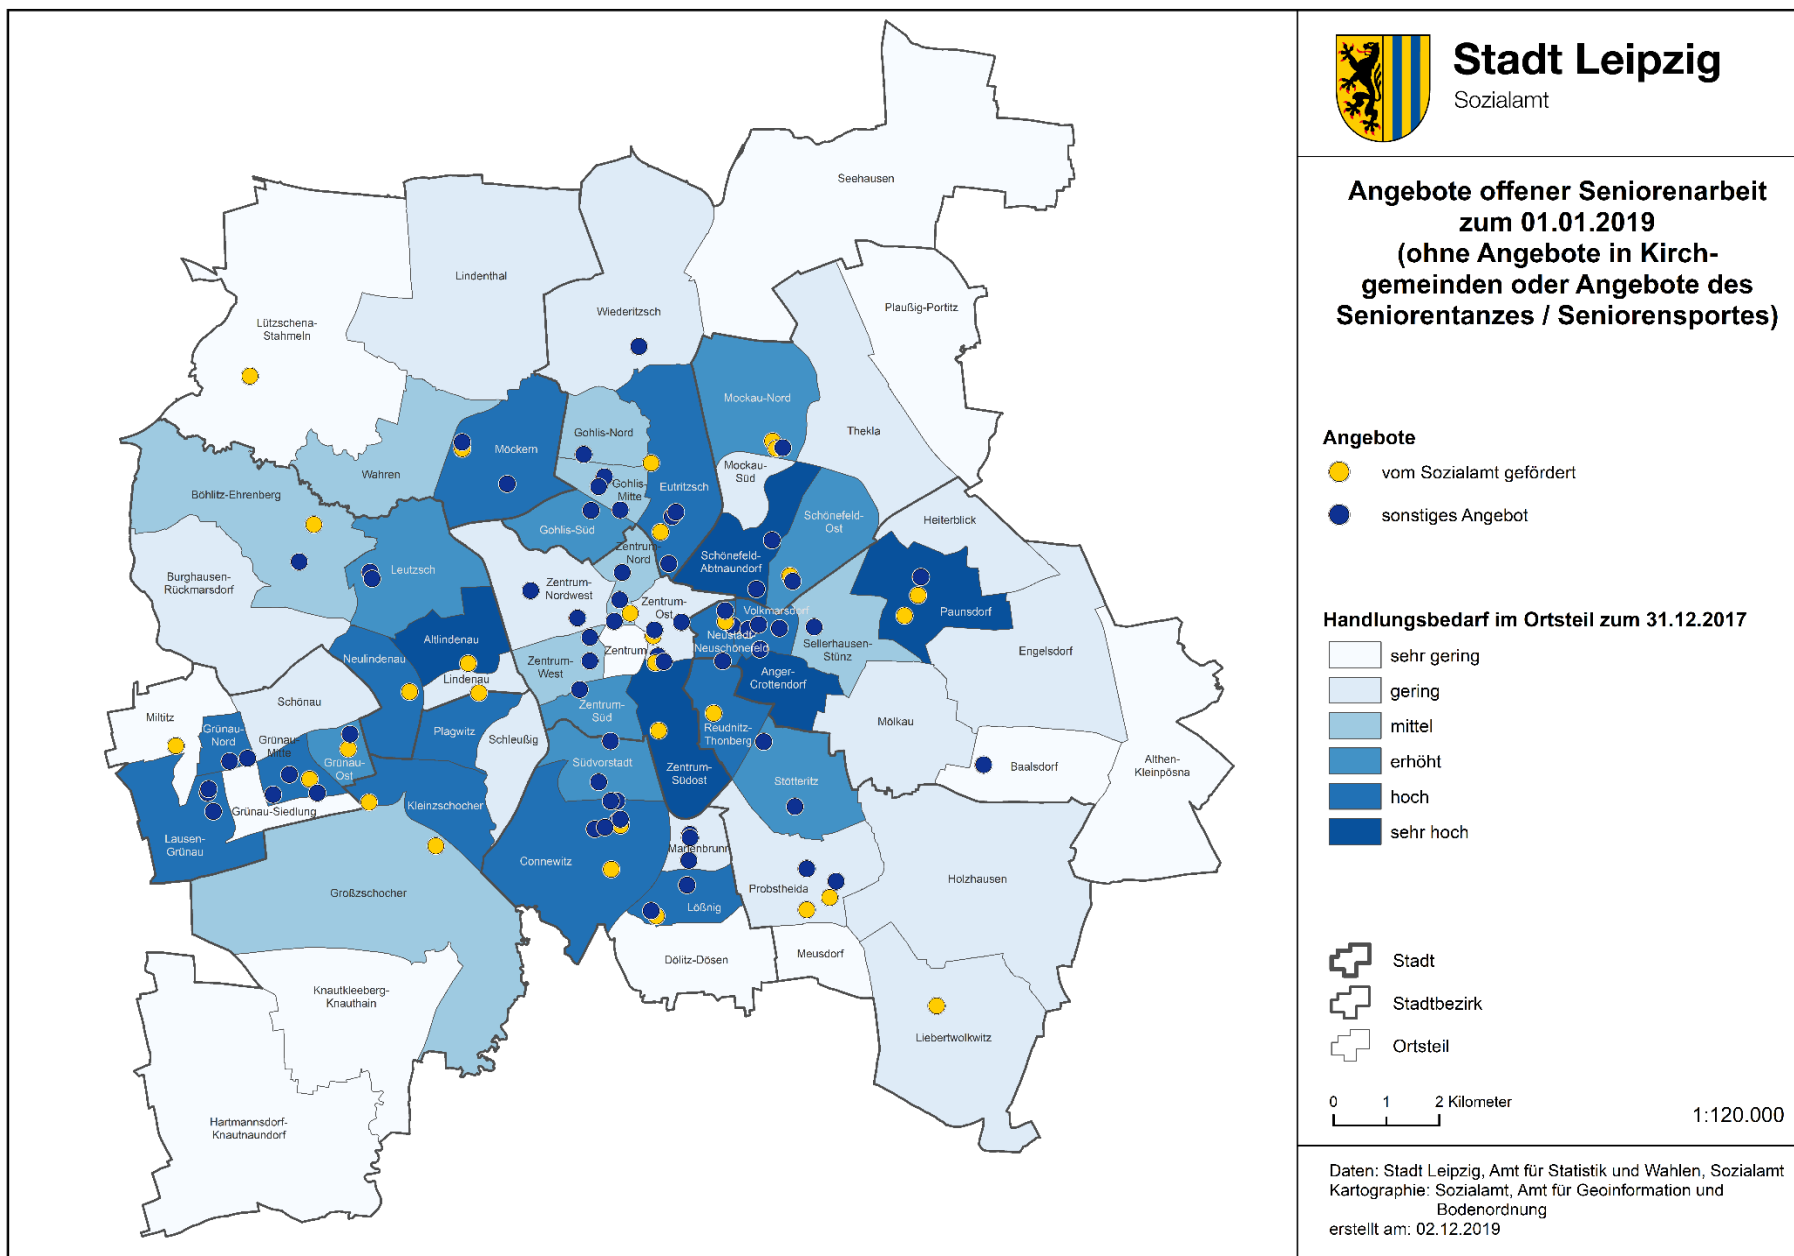 Stadt Leipzig
Sozialamt
Angebote offener Seniorenarbeit
zum 01.01.2019
(ohne Angebote in Kirch-
gemeinden oder Angebote des
Seniorentanzes / Seniorensportes)
Angebote
vom Sozialamt gefördert
sonstiges Angebot
Handlungsbedarf im Ortsteil zum 31.12.2017
sehr gering
gering
mittel
erhöht
hoch
sehr hoch
Stadt
Stadtbezirk
Ortsteil
0 1 2 Kilometer
1:120.000
Daten: Stadt Leipzig, Amt für Statistik und Wahlen, Sozialamt
Kartographie: Sozialamt, Amt für Geoinformation und
Bodenordnung
erstellt am: 02.12.2019
Seehausen
Lindenthal
Wiederitzsch
Plaußig-Portitz
Lützschena-
Stahmeln
Mockau-Nord
Thekla
Gohlis-Nord
Möckern
Mockau-
Süd
Wahren
Gohlis-
Mitte
Eutritzsch
Böhlitz-Ehrenberg
Schönefeld-
Ost
Heiterblick
Gohlis-Süd
Zentrum-
Nord
Schönefeld-
Abtnaundorf
Leutzsch
Burghausen-
Rückmarsdorf
Zentrum-
Nordwest
Zentrum-
Ost
Volkmarsdorf
Paunsdorf
Altlindenau
Neustadt-
Neuschönefeld
Sellerhausen-
Stünz
Engelsdorf
Zentrum
Neulindenau
Zentrum-
West
Lindenau
Anger-
Crottendorf
Schönau
Miltitz
Zentrum-
Süd
Mölkau
Grünau-
Nord
Grünau-
Mitte
Plagwitz
Schleußig
Reudnitz-
Thonberg
Grünau-
Ost
Südvorstadt
Zentrum-
Südost
Stötteritz
Baalsdorf
Althen-
Kleinpösna
Grünau-Siedlung
Kleinzschocher
Lausen-
Grünau
Connewitz
Marienbrunn
Großzschocher
Probstheida
Holzhausen
Lößnig
Dölitz-Dösen
Meusdorf
Knautkleeberg-
Knauthain
Liebertwolkwitz
Hartmannsdorf-
Knautnaundorf